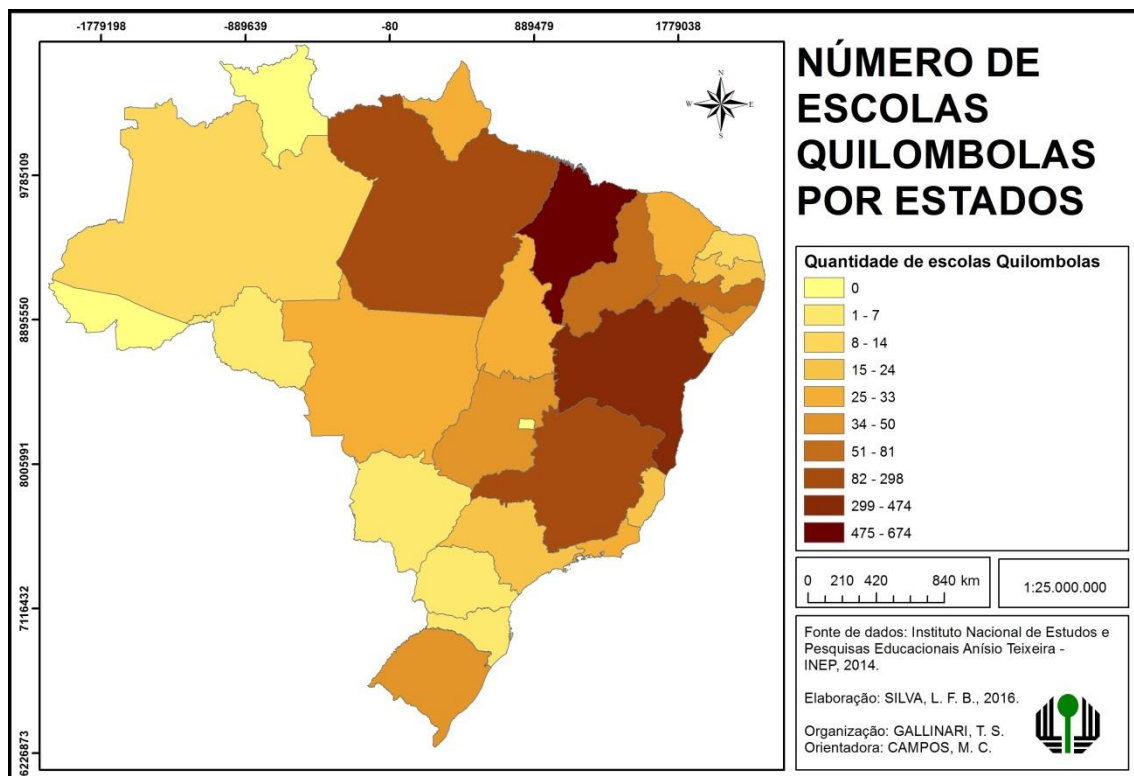 -1779198 -889639 -80 889479 1779038
9785109
8895550
8005991
7116432
6226873
N
W E
S
NÚMERO DE
ESCOLAS
QUILOMBOLAS
POR ESTADOS
Quantidade de escolas Quilombolas
0
1 - 7
8 - 14
15 - 24
25 - 33
34 - 50
51 - 81
82 - 298
299 - 474
475 - 674
0 210 420 840 km
1:25.000.000
Fonte de dados: Instituto Nacional de Estudos e
Pesquisas Educacionais Anísio Teixeira -
INEP, 2014.
Elaboração: SILVA, L. F. B., 2016.
Organização: GALLINARI, T. S.
Orientadora: CAMPOS, M. C.